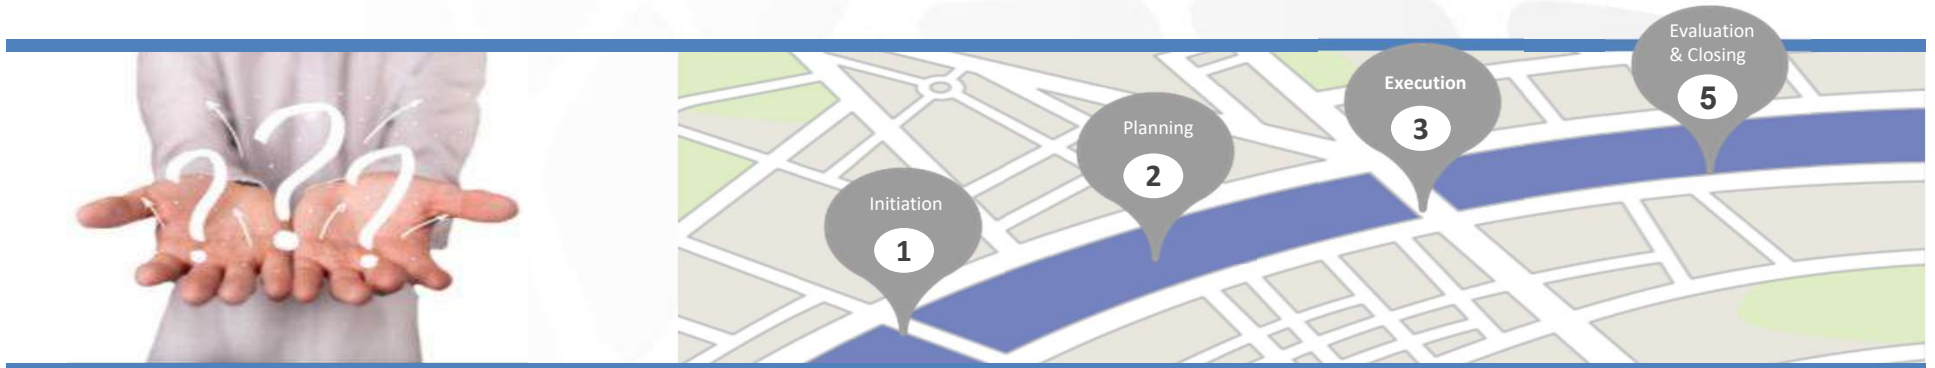 ? ? ?
Initiation
1
Planning
2
Execution
3
Evaluation
& Closing
5